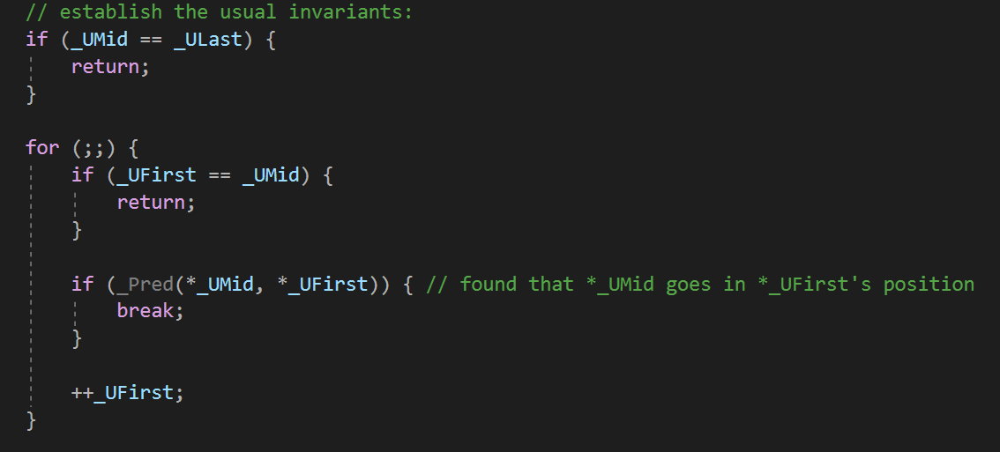 // establish the usual invariants:
if (_UMid == _ULast) {
    return;
}

for (;;) {
    if (_UFirst == _UMid) {
        return;
    }

    if (_Pred(*_UMid, *_UFirst)) { // found that *_UMid goes in *_UFirst's position
        break;
    }

    ++_UFirst;
}